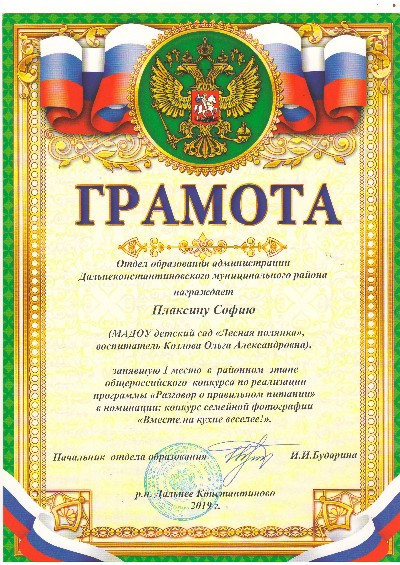 ГРАМОТА
Отдел образования администрации
Дальнеконстантиновского муниципального района
награждает
Плаксину Софию
(МАДОУ детский сад «Лесная полянка»,
воспитатель Козлова Ольга Александровна),
занявшую 1 место в районном этапе
общероссийского конкурса по реализации
программы «Разговор о правильном питании»
в номинации: конкурс семейной фотографии
«Вместе на кухне веселее!».
Начальник отдела образования И.И.Бударина
р.п. Дальнее Константиново
2019 г.